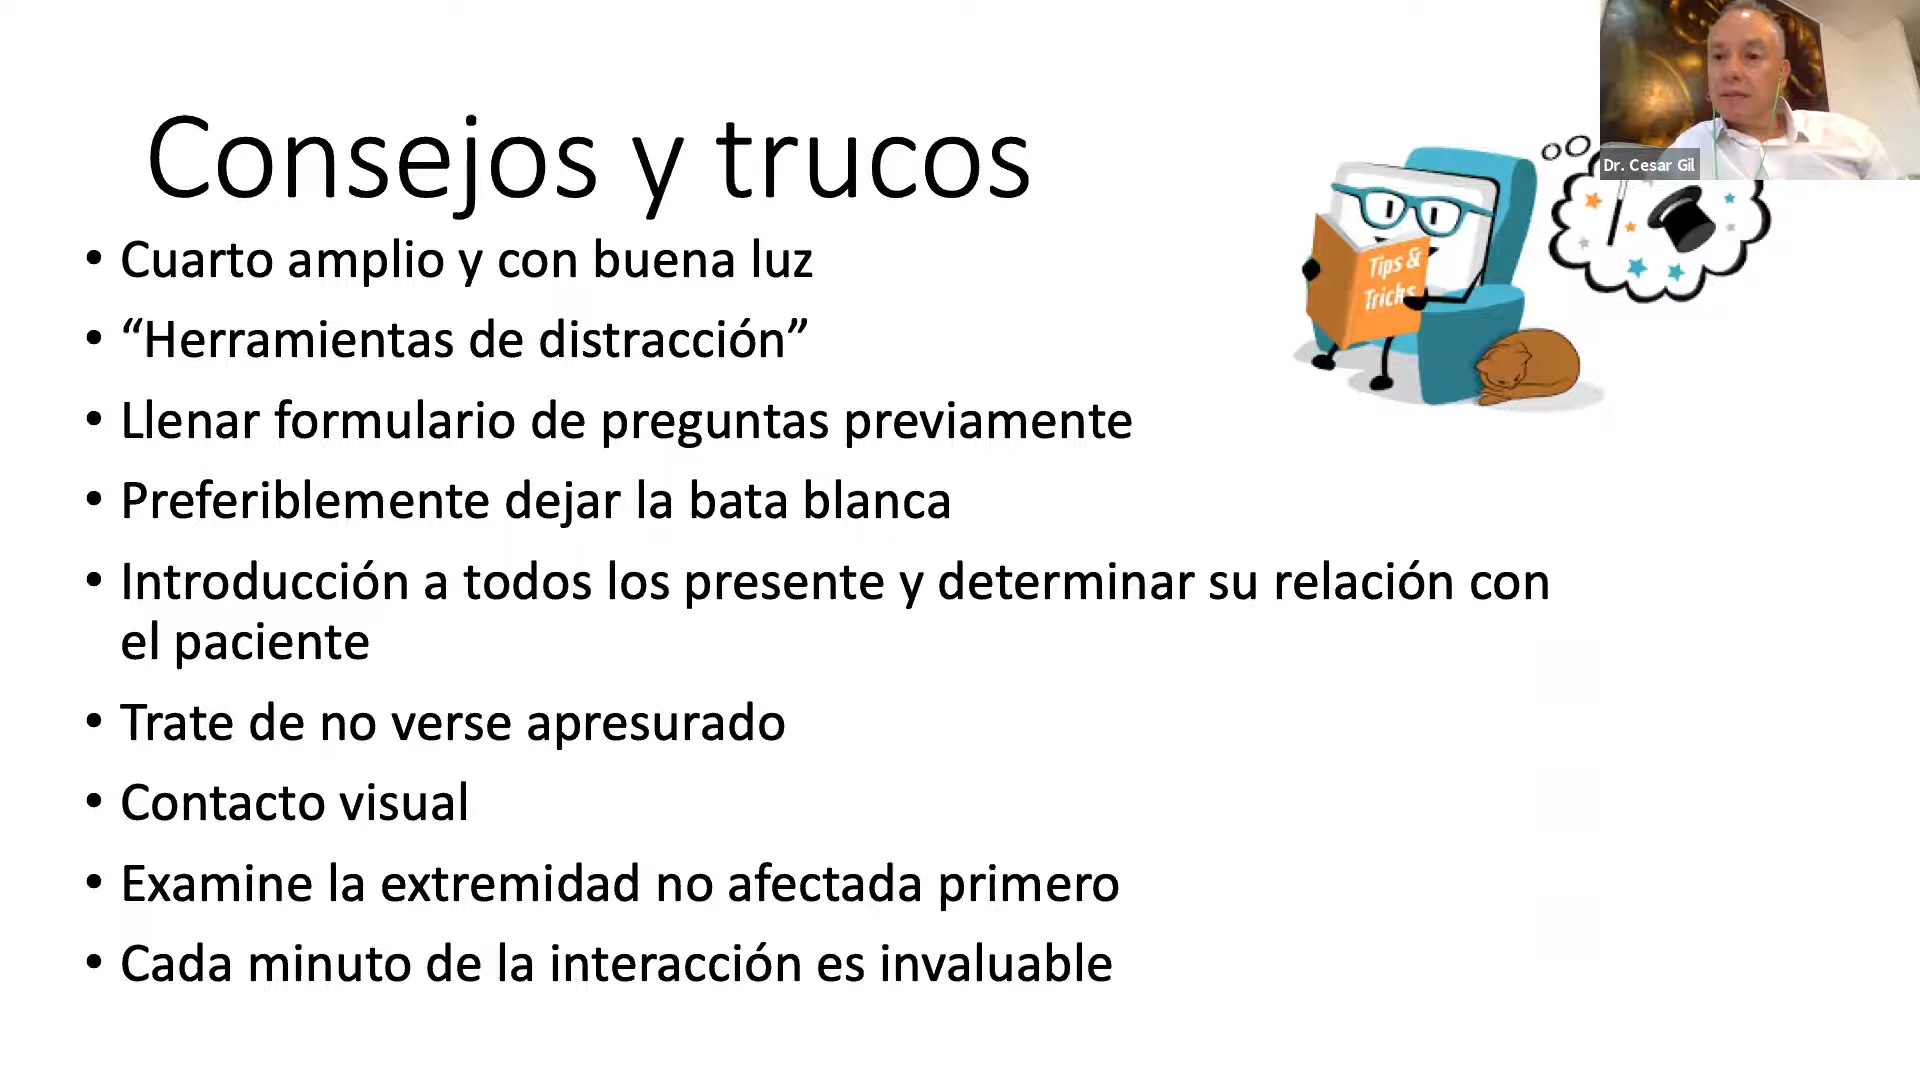 Consejos y trucos
• Cuarto amplio y con buena luz
• “Herramientas de distracción”
• Llenar formulario de preguntas previamente
• Preferiblemente dejar la bata blanca
• Introducción a todos los presente y determinar su relación con
el paciente
• Trate de no verse apresurado
• Contacto visual
• Examine la extremidad no afectada primero
• Cada minuto de la interacción es invaluable
Tips &
Tricks
Dr. Cesar Gil